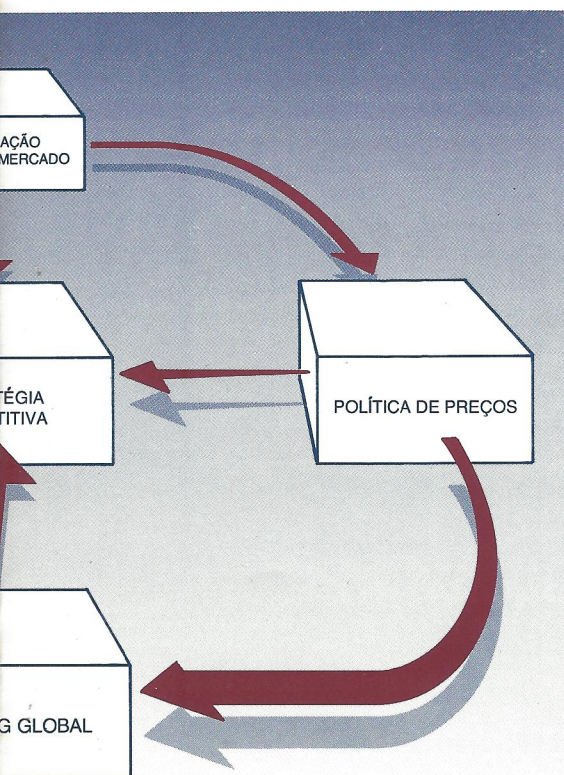 AÇÃO
MERCADO
TÉGIA
TITIVA
POLÍTICA DE PREÇOS
G GLOBAL